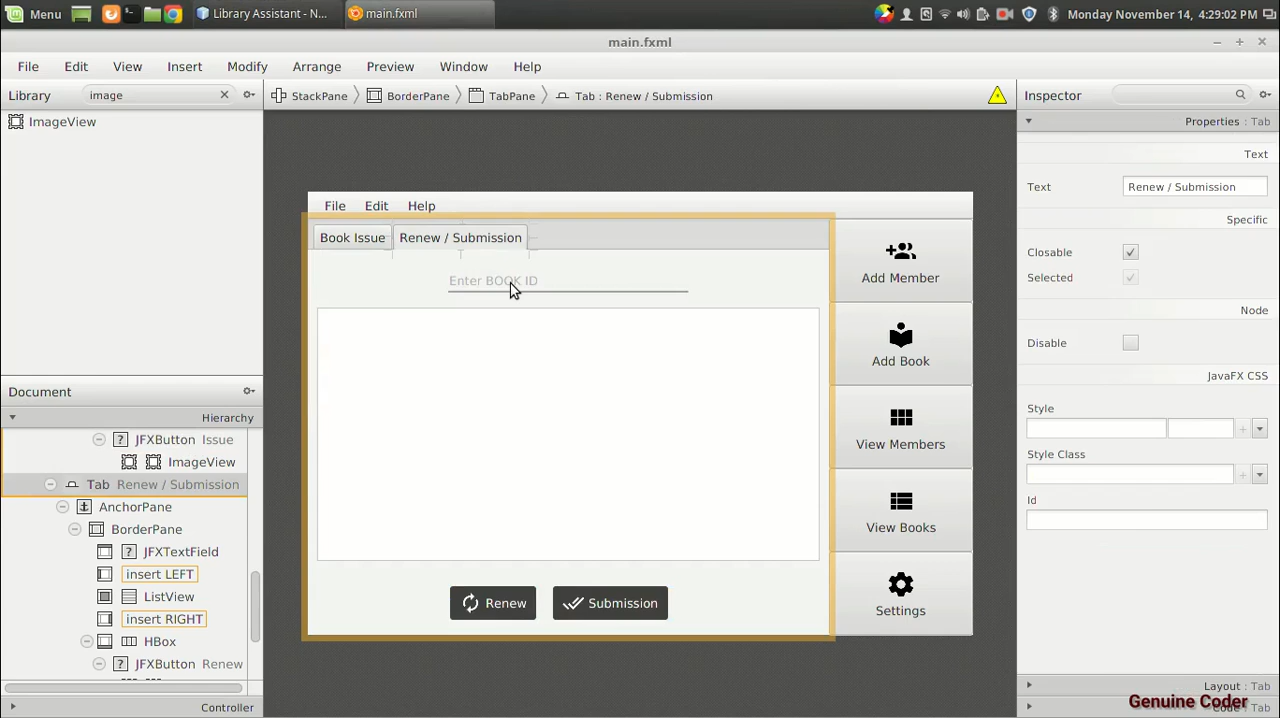 Menu
Library Assistant - N...
main.fxml
Monday November 14, 4:29:02 PM
main.fxml
File Edit View Insert Modify Arrange Preview Window Help
Library
image
StackPane
BorderPane
TabPane
Tab : Renew / Submission
Inspector
ImageView
Properties : Tab
Text
Text
Renew / Submission
Specific
Closable
Selected
Node
Disable
JavaFX CSS
Style
Style Class
Id
File Edit Help
Book Issue
Renew / Submission
Enter BOOK ID
Renew
Submission
Add Member
Add Book
View Members
View Books
Settings
Document
Hierarchy
JFXButton Issue
ImageView
Tab Renew / Submission
AnchorPane
BorderPane
JFXTextField
insert LEFT
ListView
insert RIGHT
HBox
JFXButton Renew
Controller
Layout : Tab
Code : Tab
Genuine Coder